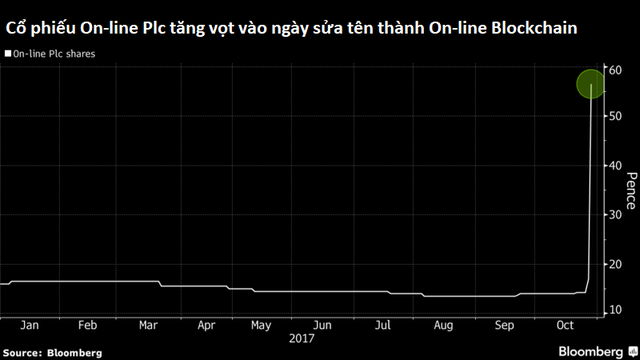 Cổ phiếu On-line Plc tăng vọt vào ngày sửa tên thành On-line Blockchain
On-line Plc shares
60
50
40
30
20
10
Pence
Jan Feb Mar Apr May Jun Jul Aug Sep Oct
2017
Source: Bloomberg
Bloomberg